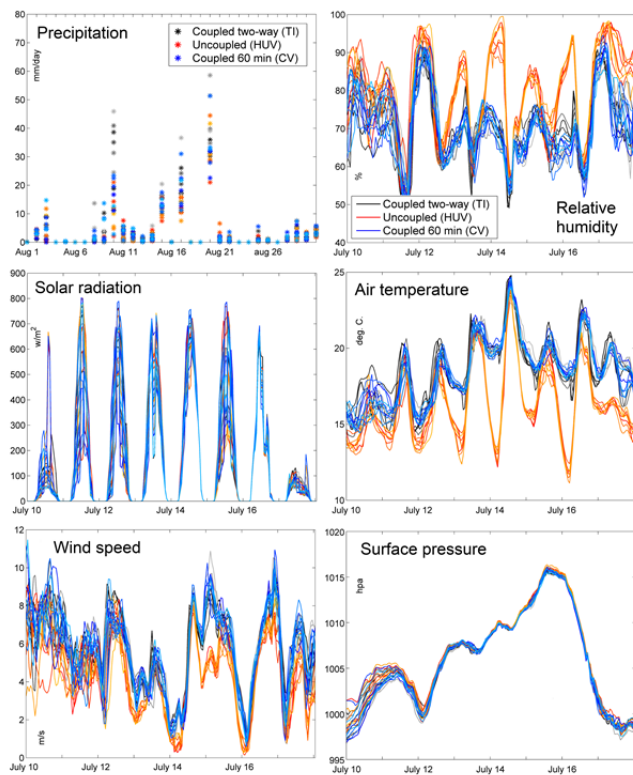 Precipitation
Coupled two-way (TI)
Uncoupled (HUV)
Coupled 60 min (CV)
mm/day
80
70
60
50
40
30
20
10
0
Aug 1 Aug 6 Aug 11 Aug 16 Aug 21 Aug 26
100
90
80
70
60
50
40
%
Coupled two-way (TI)
Uncoupled (HUV)
Coupled 60 min (CV)
Relative
humidity
July 10 July 12 July 14 July 16
Solar radiation
w/m²
900
800
700
600
500
400
300
200
100
0
July 10 July 12 July 14 July 16
Air temperature
deg. C.
25
20
15
10
July 10 July 12 July 14 July 16
Wind speed
12
10
8
6
4
2
0
m/s
July 10 July 12 July 14 July 16
Surface pressure
hpa
1020
1015
1010
1005
1000
995
July 10 July 12 July 14 July 16